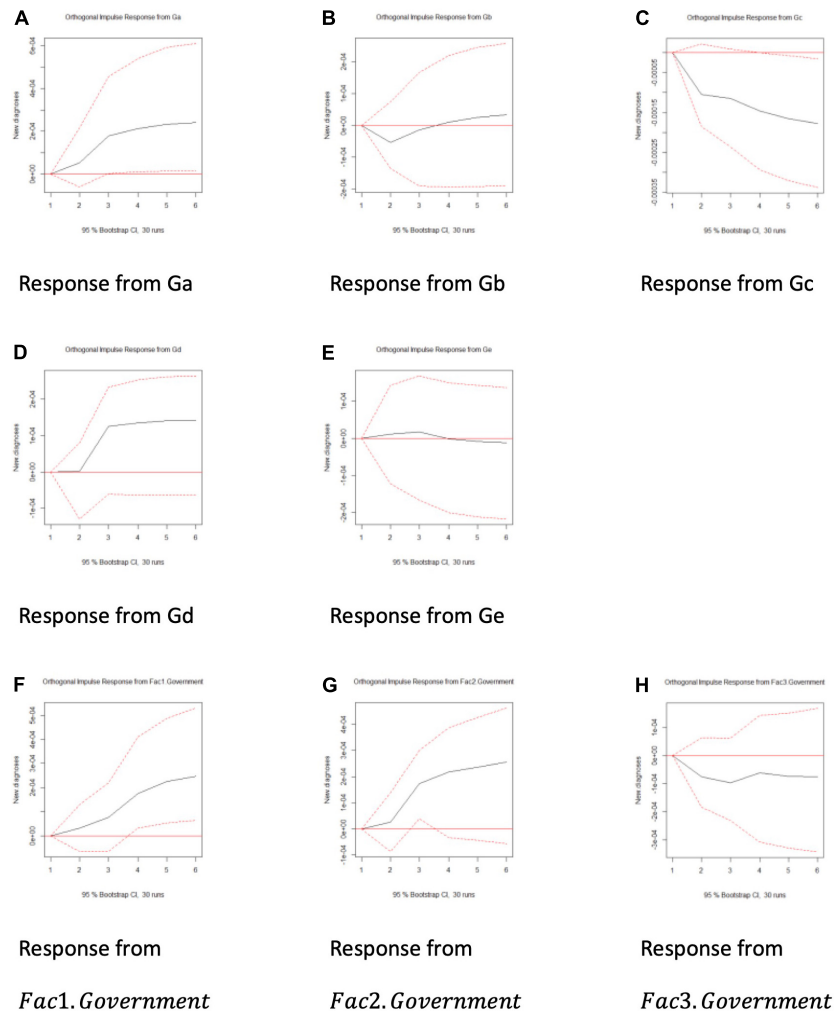 A
Orthogonal Impulse Response from Ga
New diagnoses
6e-04
4e-04
2e-04
0e+00
1 2 3 4 5 6
95 % Bootstrap CI, 30 runs
Response from Ga
B
Orthogonal Impulse Response from Gb
New diagnoses
1e-04
0e+00
-1e-04
-2e-04
1 2 3 4 5 6
95 % Bootstrap CI, 30 runs
Response from Gb
C
Orthogonal Impulse Response from Gc
New diagnoses
-0.00005
-0.00015
-0.00025
-0.00035
1 2 3 4 5 6
95 % Bootstrap CI, 30 runs
Response from Gc
D
Orthogonal Impulse Response from Gd
New diagnoses
2e-04
1e-04
0e+00
-1e-04
1 2 3 4 5 6
95 % Bootstrap CI, 30 runs
Response from Gd
E
Orthogonal Impulse Response from Ge
New diagnoses
1e-04
0e+00
-1e-04
-2e-04
1 2 3 4 5 6
95 % Bootstrap CI, 30 runs
Response from Ge
F
Orthogonal Impulse Response from Fac1.Government
New diagnoses
5e-04
4e-04
3e-04
2e-04
0e+00
1 2 3 4 5 6
95 % Bootstrap CI, 30 runs
Response from
Fac1.Government
G
Orthogonal Impulse Response from Fac2.Government
New diagnoses
4e-04
3e-04
2e-04
1e-04
0e+00
-1e-04
1 2 3 4 5 6
95 % Bootstrap CI, 30 runs
Response from
Fac2.Government
H
Orthogonal Impulse Response from Fac3.Government
New diagnoses
1e-04
0e+00
-1e-04
-2e-04
-3e-04
1 2 3 4 5 6
95 % Bootstrap CI, 30 runs
Response from
Fac3.Government